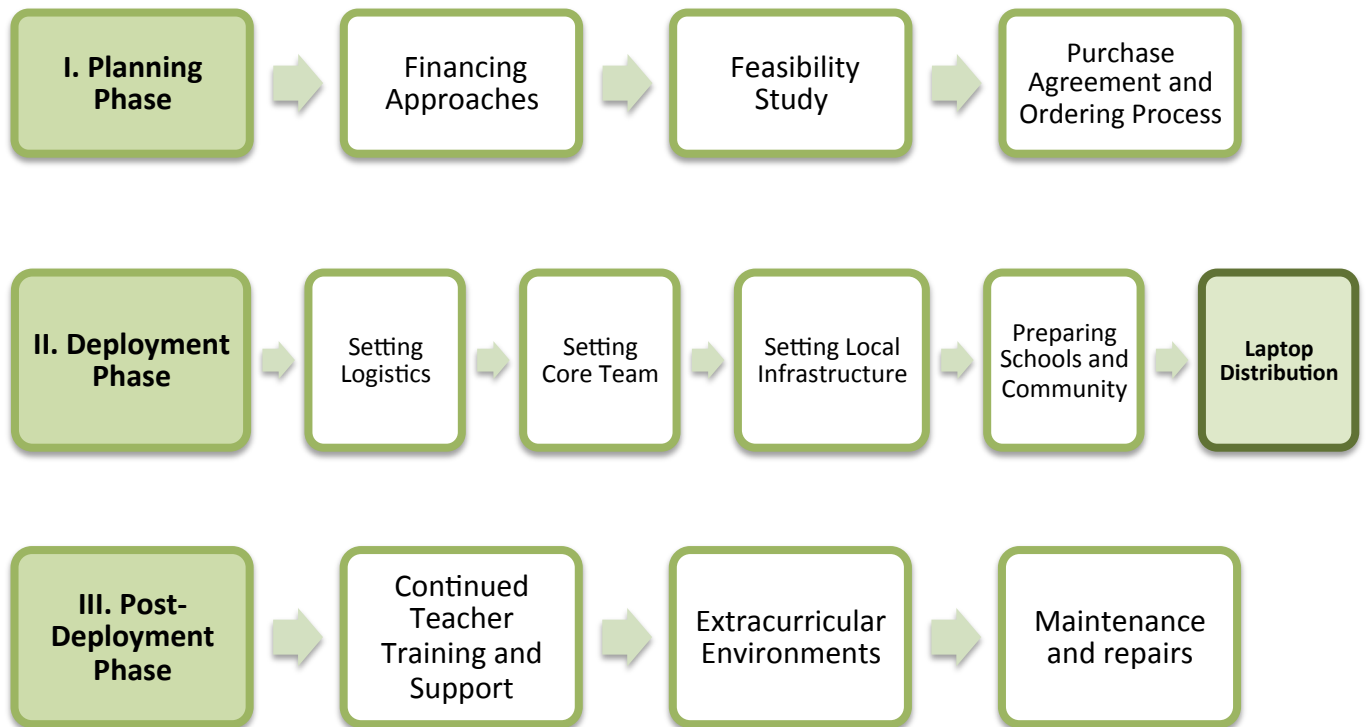 I. Planning
Phase
Financing
Approaches
Feasibility
Study
Purchase
Agreement and
Ordering Process
II. Deployment
Phase
Setting
Logistics
Setting
Core Team
Setting Local
Infrastructure
Preparing
Schools and
Community
Laptop
Distribution
III. Post-
Deployment
Phase
Continued
Teacher
Training and
Support
Extracurricular
Environments
Maintenance
and repairs